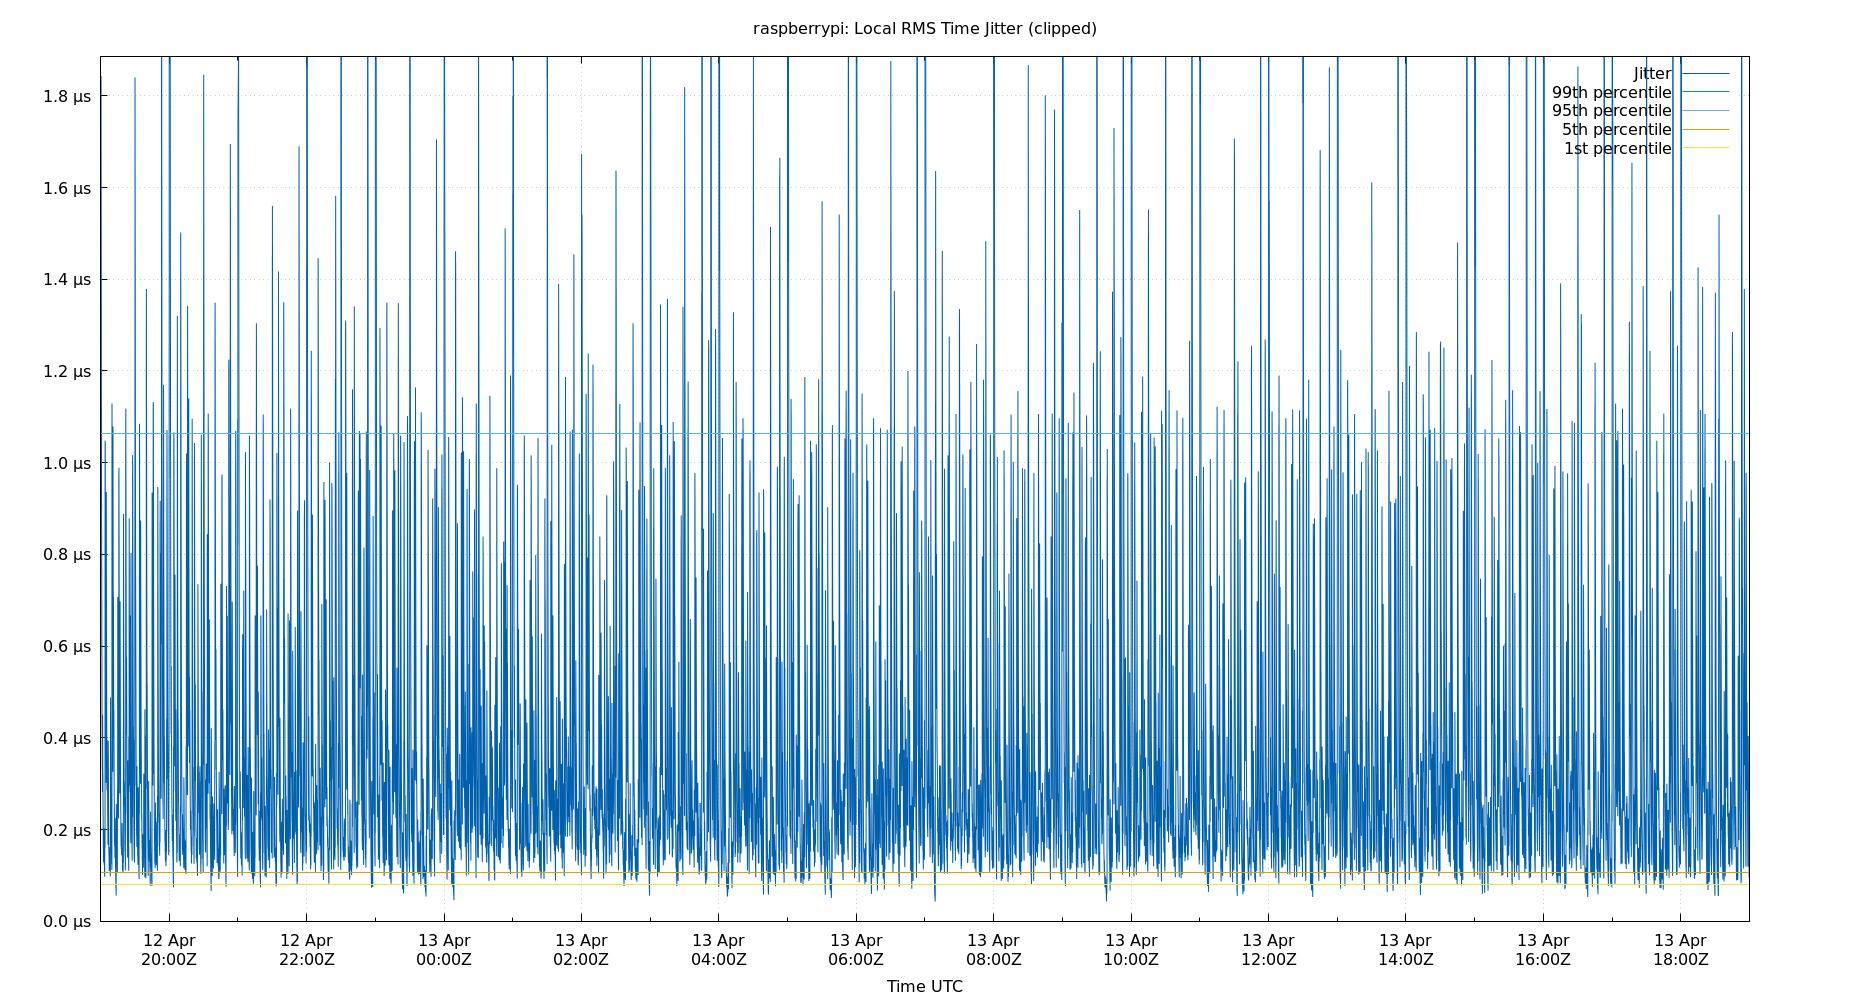 raspberrypi: Local RMS Time Jitter (clipped)
Jitter
99th percentile
95th percentile
5th percentile
1st percentile
1.8 µs
1.6 µs
1.4 µs
1.2 µs
1.0 µs
0.8 µs
0.6 µs
0.4 µs
0.2 µs
0.0 µs
12 Apr 12 Apr 13 Apr 13 Apr 13 Apr 13 Apr 13 Apr 13 Apr 13 Apr 13 Apr 13 Apr 13 Apr
20:00Z 22:00Z 00:00Z 02:00Z 04:00Z 06:00Z 08:00Z 10:00Z 12:00Z 14:00Z 16:00Z 18:00Z
Time UTC